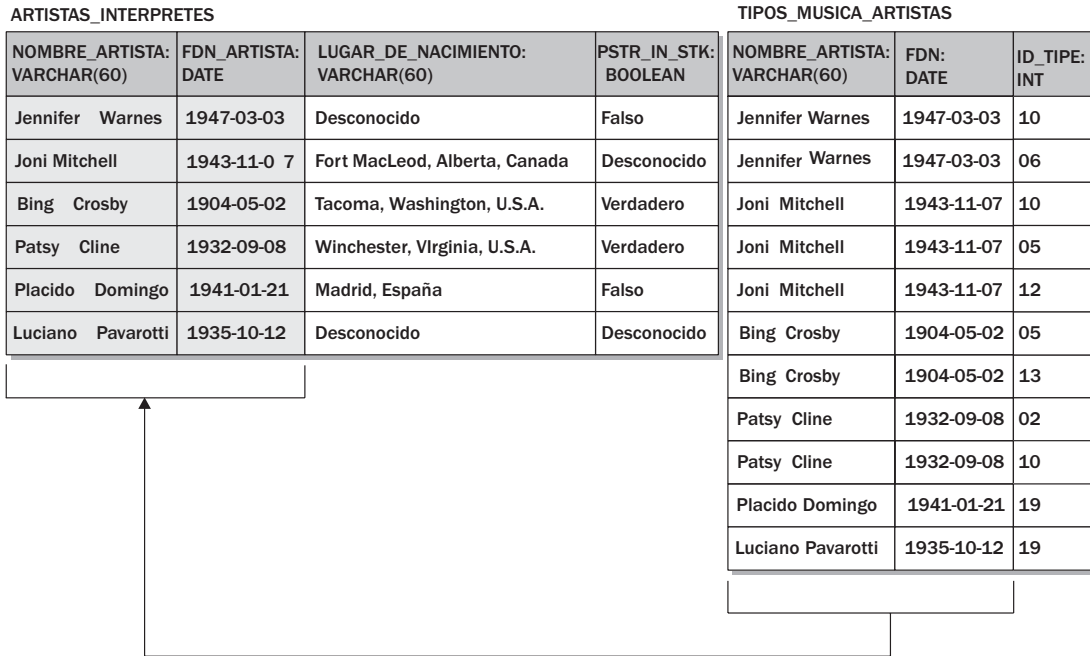 ARTISTAS_INTERPRETES
NOMBRE_ARTISTA: VARCHAR(60) FDN_ARTISTA: DATE LUGAR_DE_NACIMIENTO: VARCHAR(60) PSTR_IN_STK: BOOLEAN
Jennifer Warnes 1947-03-03 Desconocido Falso
Joni Mitchell 1943-11-0 7 Fort MacLeod, Alberta, Canada Desconocido
Bing Crosby 1904-05-02 Tacoma, Washington, U.S.A. Verdadero
Patsy Cline 1932-09-08 Winchester, VIrginia, U.S.A. Verdadero
Placido Domingo 1941-01-21 Madrid, España Falso
Luciano Pavarotti 1935-10-12 Desconocido Desconocido
TIPOS_MUSICA_ARTISTAS
NOMBRE_ARTISTA: VARCHAR(60) FDN: DATE ID_TIPE: INT
Jennifer Warnes 1947-03-03 10
Jennifer Warnes 1947-03-03 06
Joni Mitchell 1943-11-07 10
Joni Mitchell 1943-11-07 05
Joni Mitchell 1943-11-07 12
Bing Crosby 1904-05-02 05
Bing Crosby 1904-05-02 13
Patsy Cline 1932-09-08 02
Patsy Cline 1932-09-08 10
Placido Domingo 1941-01-21 19
Luciano Pavarotti 1935-10-12 19